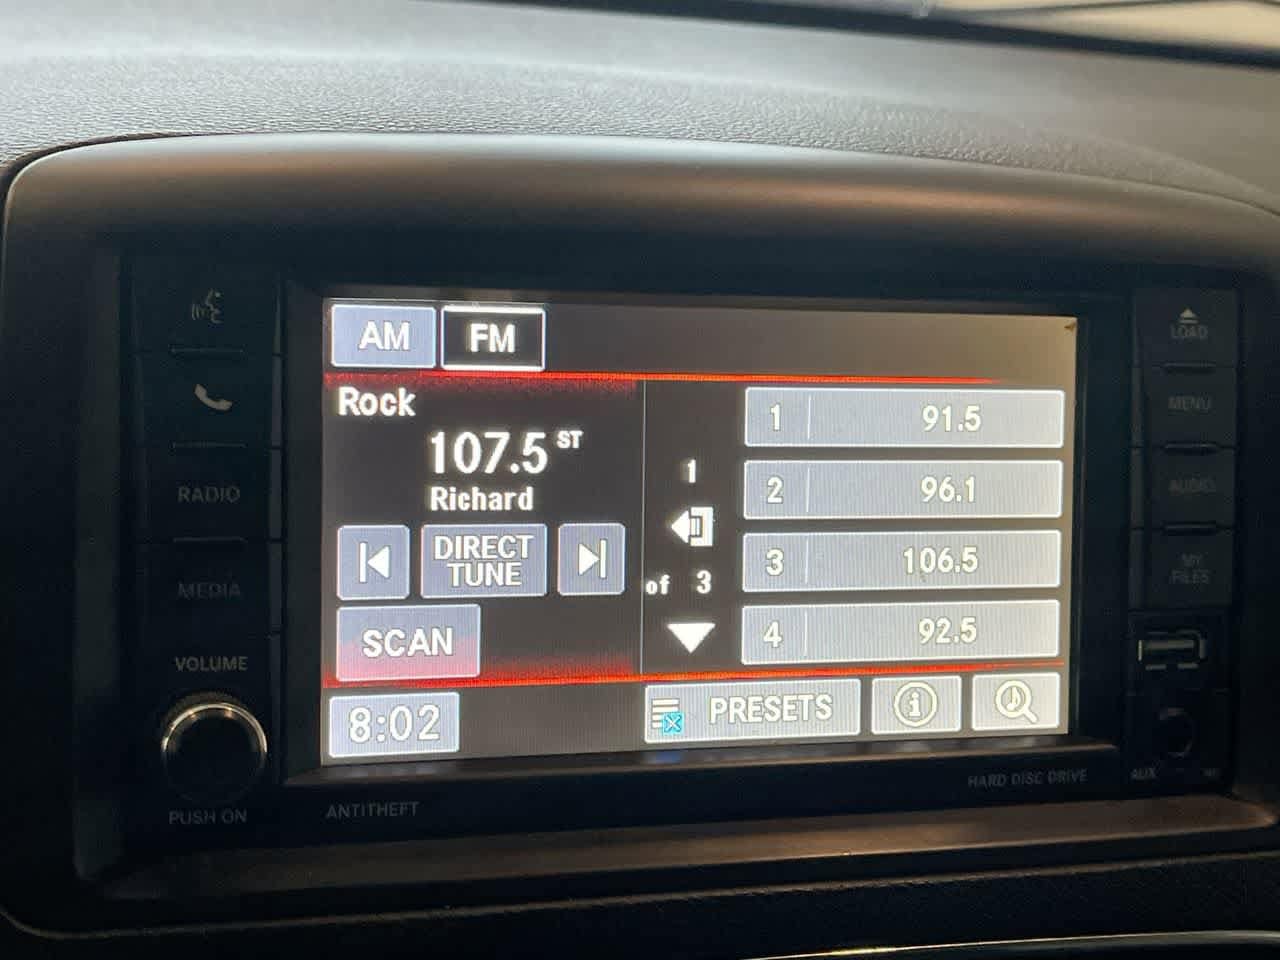 AM FM
Rock
107.5 ST
Richard
DIRECT
TUNE
SCAN
8:02
1
of 3
1 91.5
2 96.1
3 106.5
4 92.5
PRESETS
i
RADIO
MEDIA
VOLUME
PUSH ON
ANTITHEFT
HARD DISC DRIVE
LOAD
MENU
AUDIO
MY
FILES
AUX